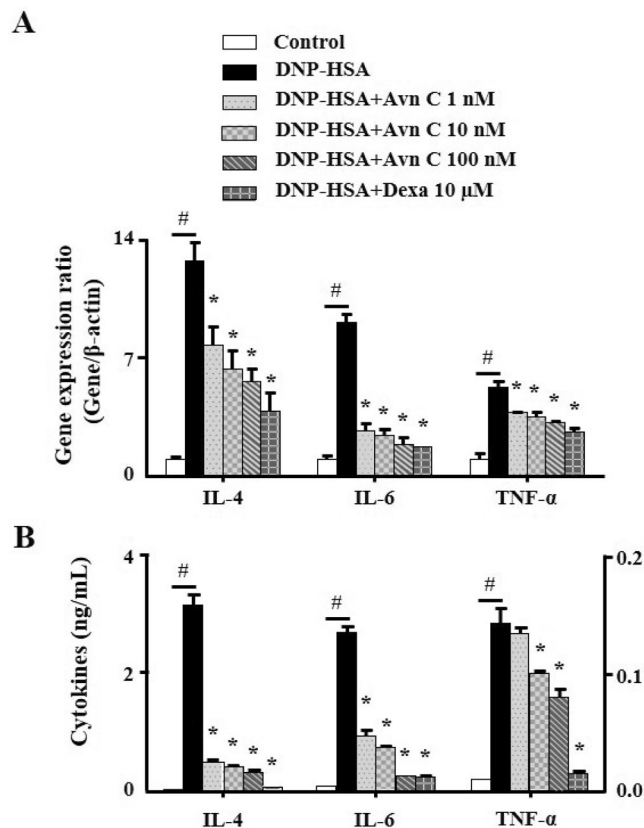 A
Control
DNP-HSA
DNP-HSA+Avn C 1 nM
DNP-HSA+Avn C 10 nM
DNP-HSA+Avn C 100 nM
DNP-HSA+Dexa 10 µM
Gene expression ratio
(Gene/β-actin)
14
7
0
# * * * *
# * * * *
# * * * *
IL-4 IL-6 TNF-α
B
Cytokines (ng/mL)
4
2
0
# * * * *
# * * * *
# * * *
0.2
0.1
0.0
IL-4 IL-6 TNF-α